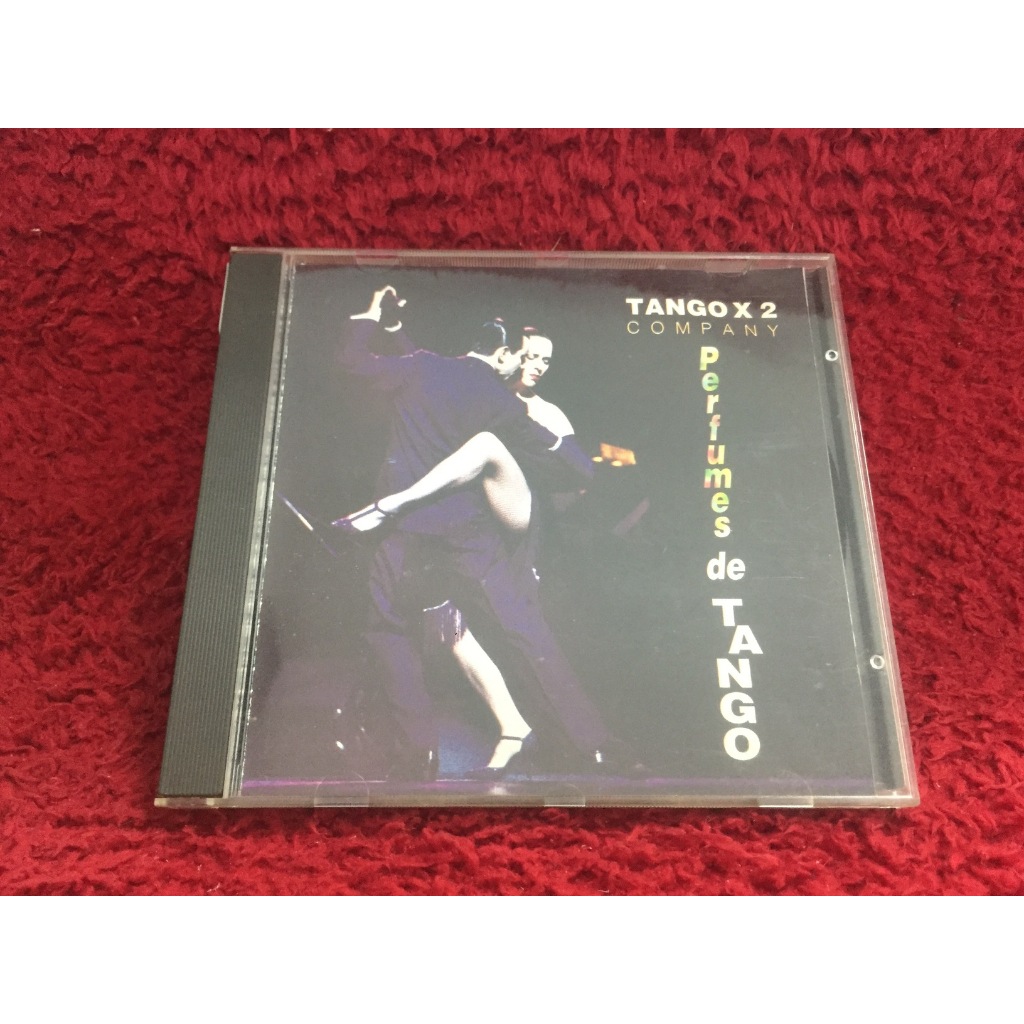 TANGO X 2
COMPANY
Perfumes
de
TANGO